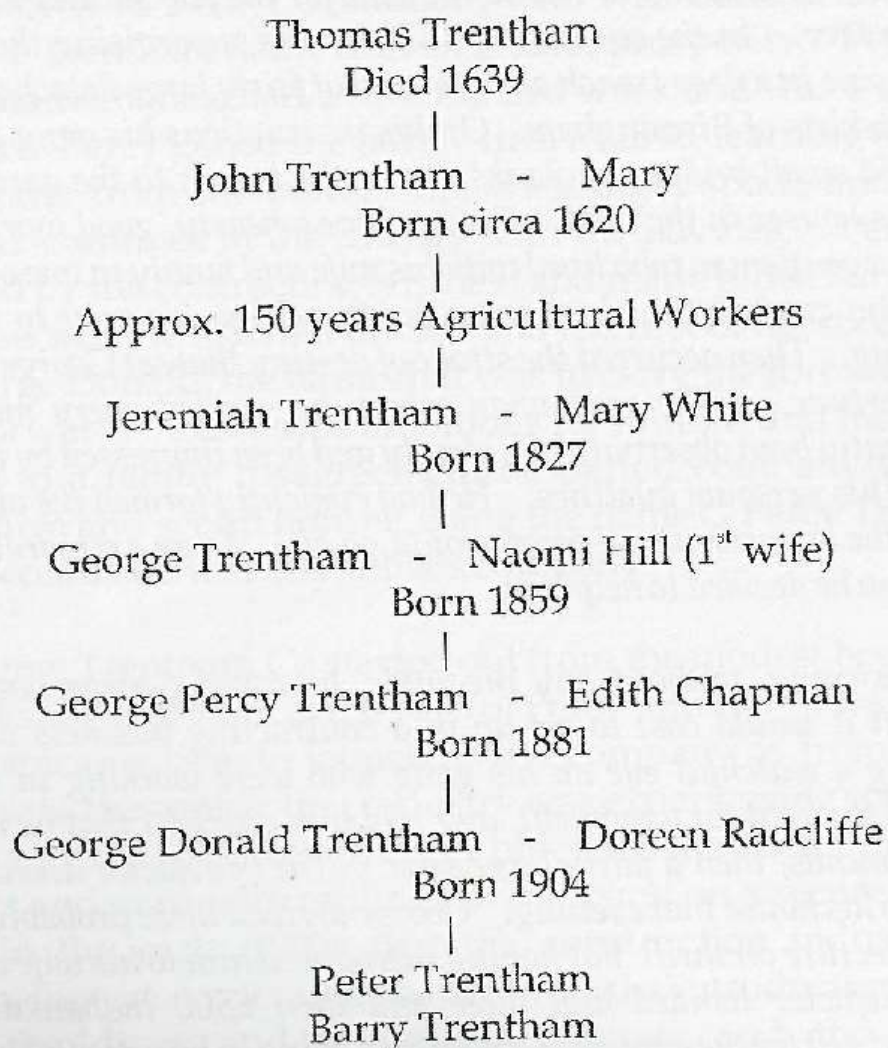 Thomas Trentham
Died 1639
John Trentham - Mary
Born circa 1620
Approx. 150 years Agricultural Workers
Jeremiah Trentham - Mary White
Born 1827
George Trentham - Naomi Hill (1st wife)
Born 1859
George Percy Trentham - Edith Chapman
Born 1881
George Donald Trentham - Doreen Radcliffe
Born 1904
Peter Trentham
Barry Trentham